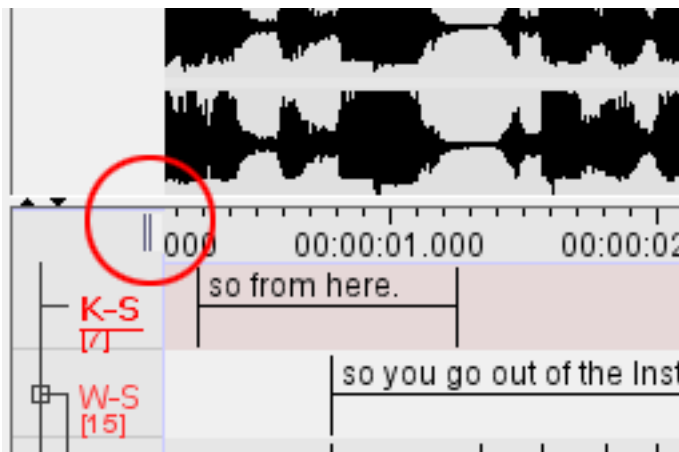 000 00:00:01.000 00:00:02
K-S so from here.
[7]
W-S so you go out of the Inst
[15]